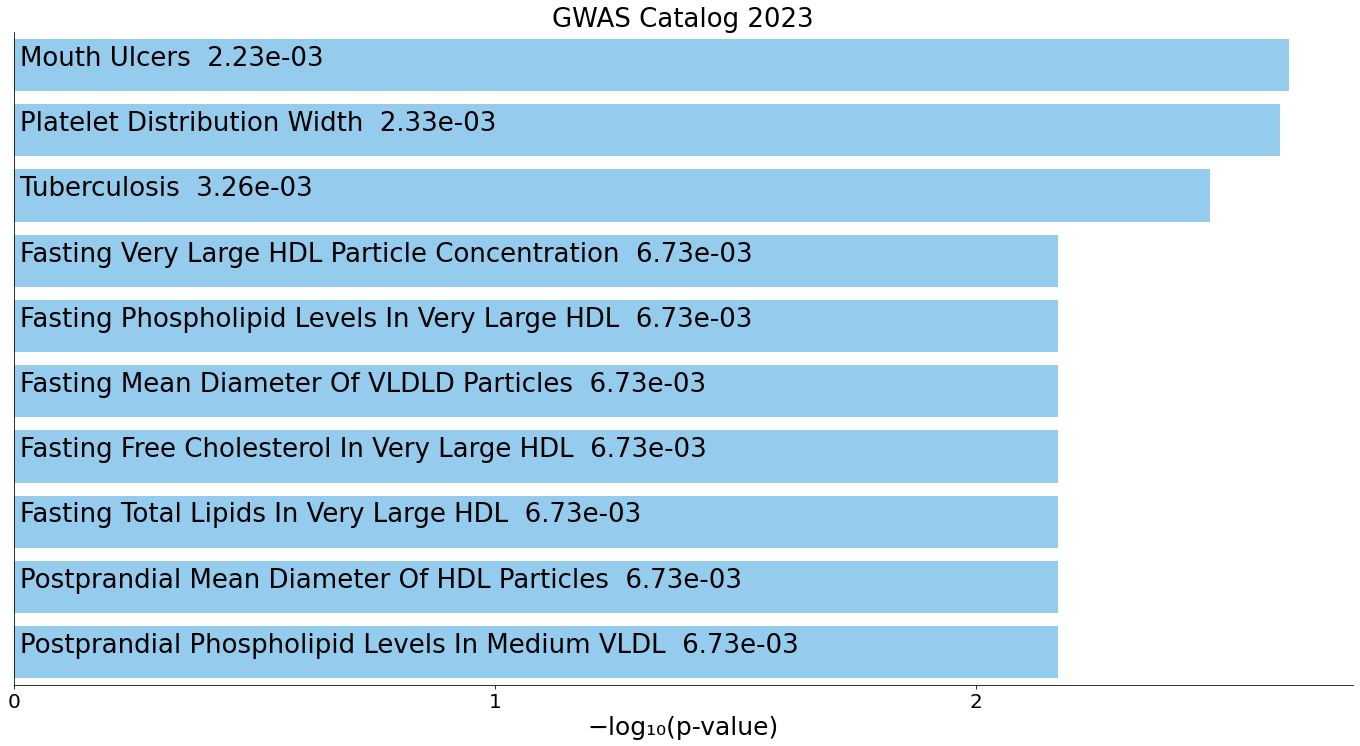 GWAS Catalog 2023
Mouth Ulcers  2.23e-03
Platelet Distribution Width  2.33e-03
Tuberculosis  3.26e-03
Fasting Very Large HDL Particle Concentration  6.73e-03
Fasting Phospholipid Levels In Very Large HDL  6.73e-03
Fasting Mean Diameter Of VLDLD Particles  6.73e-03
Fasting Free Cholesterol In Very Large HDL  6.73e-03
Fasting Total Lipids In Very Large HDL  6.73e-03
Postprandial Mean Diameter Of HDL Particles  6.73e-03
Postprandial Phospholipid Levels In Medium VLDL  6.73e-03
0 1 2
−log₁₀(p-value)